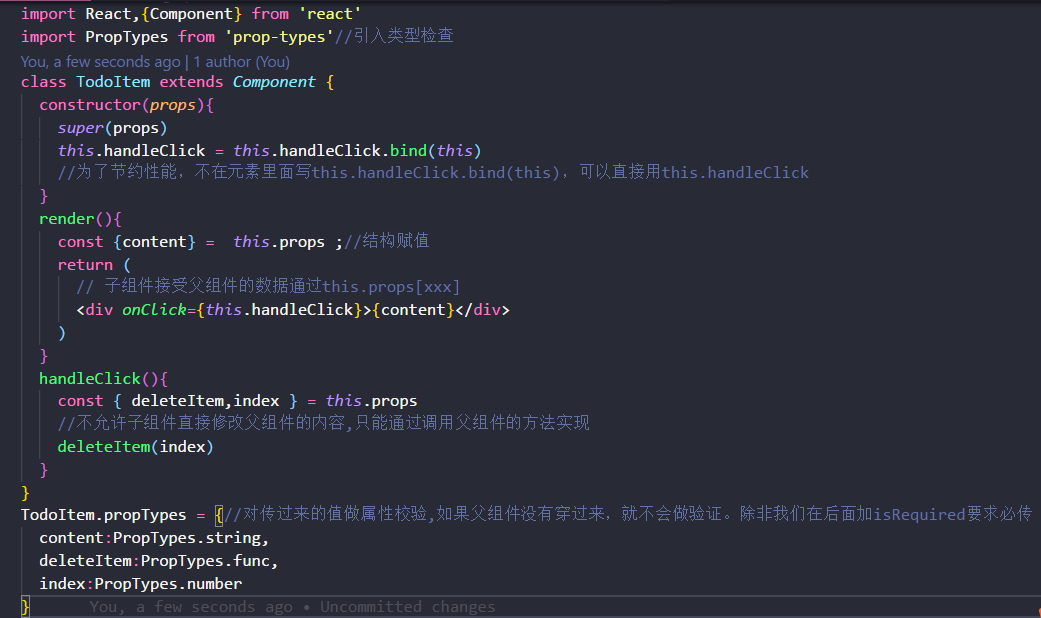 import React,{Component} from 'react'
import PropTypes from 'prop-types'//引入类型检查
You, a few seconds ago | 1 author (You)
class TodoItem extends Component {
constructor(props){
super(props)
this.handleClick = this.handleClick.bind(this)
//为了节约性能，不在元素里面写this.handleClick.bind(this)，可以直接用this.handleClick
}
render(){
const {content} = this.props ;//结构赋值
return (
// 子组件接受父组件的数据通过this.props[xxx]
<div onClick={this.handleClick}>{content}</div>
)
}
handleClick(){
const { deleteItem,index } = this.props
//不允许子组件直接修改父组件的内容,只能通过调用父组件的方法实现
deleteItem(index)
}
}
TodoItem.propTypes = {//对传过来的值做属性校验,如果父组件没有穿过来，就不会做验证。除非我们在后面加isRequired要求必传
content:PropTypes.string,
deleteItem:PropTypes.func,
index:PropTypes.number
} You, a few seconds ago • Uncommitted changes